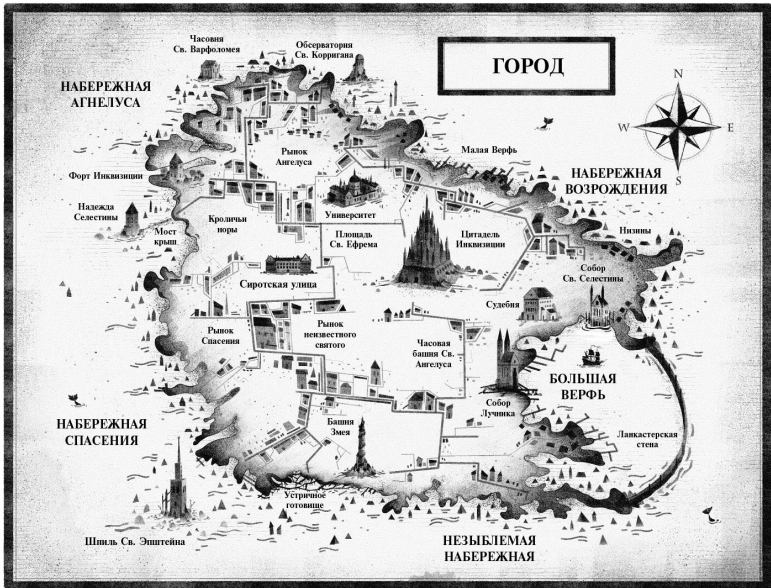 Часовня
Св. Варфоломея
Обсерватория
Св. Корригана
ГОРОД
НАБЕРЕЖНАЯ
АГНЕЛУСА
N
W
E
S
Рынок
Ангелуса
Малая Верфь
Форт Инквизиции
НАБЕРЕЖНАЯ
ВОЗРОЖДЕНИЯ
Надежда
Селестины
Мост
крыш
Кроличьи
норы
Университет
Площадь
Св. Ефрема
Цитадель
Инквизиции
Низины
Собор
Св. Селестины
Сиротская улица
Судебня
Рынок
Спасения
Рынок
неизвестного
святого
Часовая
башня Св.
Ангелуса
БОЛЬШАЯ
ВЕРФЬ
НАБЕРЕЖНАЯ
СПАСЕНИЯ
Собор
Лучника
Башня
Змея
Ланкастерская
стена
Устричное
готовище
Шпиль Св. Эпштейна
НЕЗЫБЛЕМАЯ
НАБЕРЕЖНАЯ